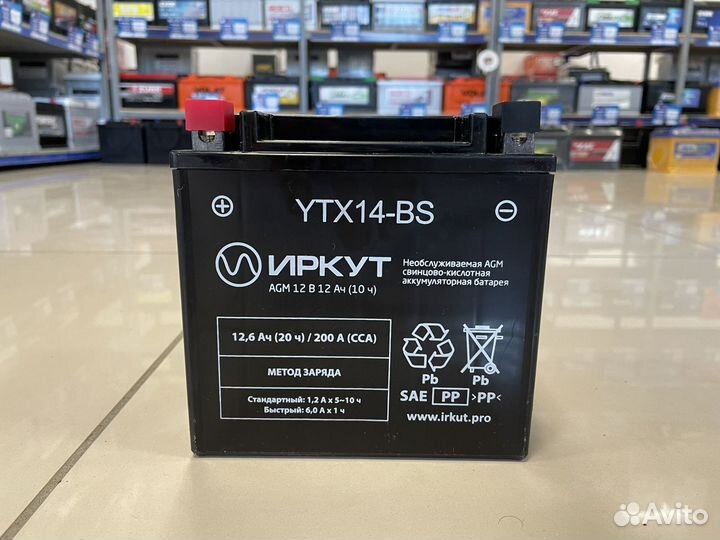 YTX14-BS
ИРКУТ
AGM 12 В 12 Ач (10 ч)
Необслуживаемая AGM
свинцово-кислотная
аккумуляторная батарея
12,6 Ач (20 ч) / 200 А (CCA)
МЕТОД ЗАРЯДА
Стандартный: 1,2 А x 5~10 ч
Быстрый: 6,0 А x 1 ч
Pb Pb
SAE PP >PP<
www.irkut.pro
Avito